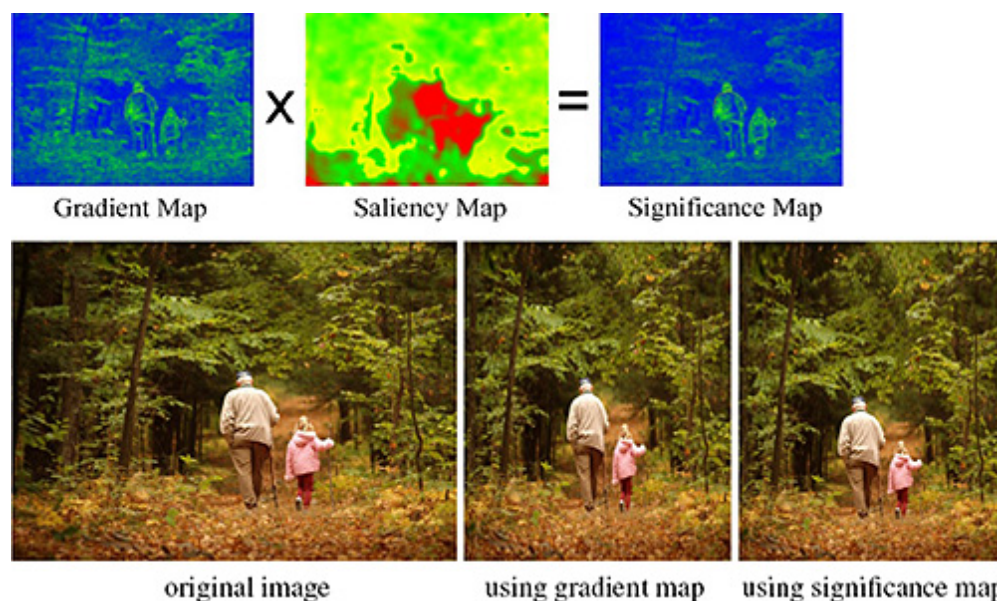 X
=
Gradient Map
Saliency Map
Significance Map
original image
using gradient map
using significance map